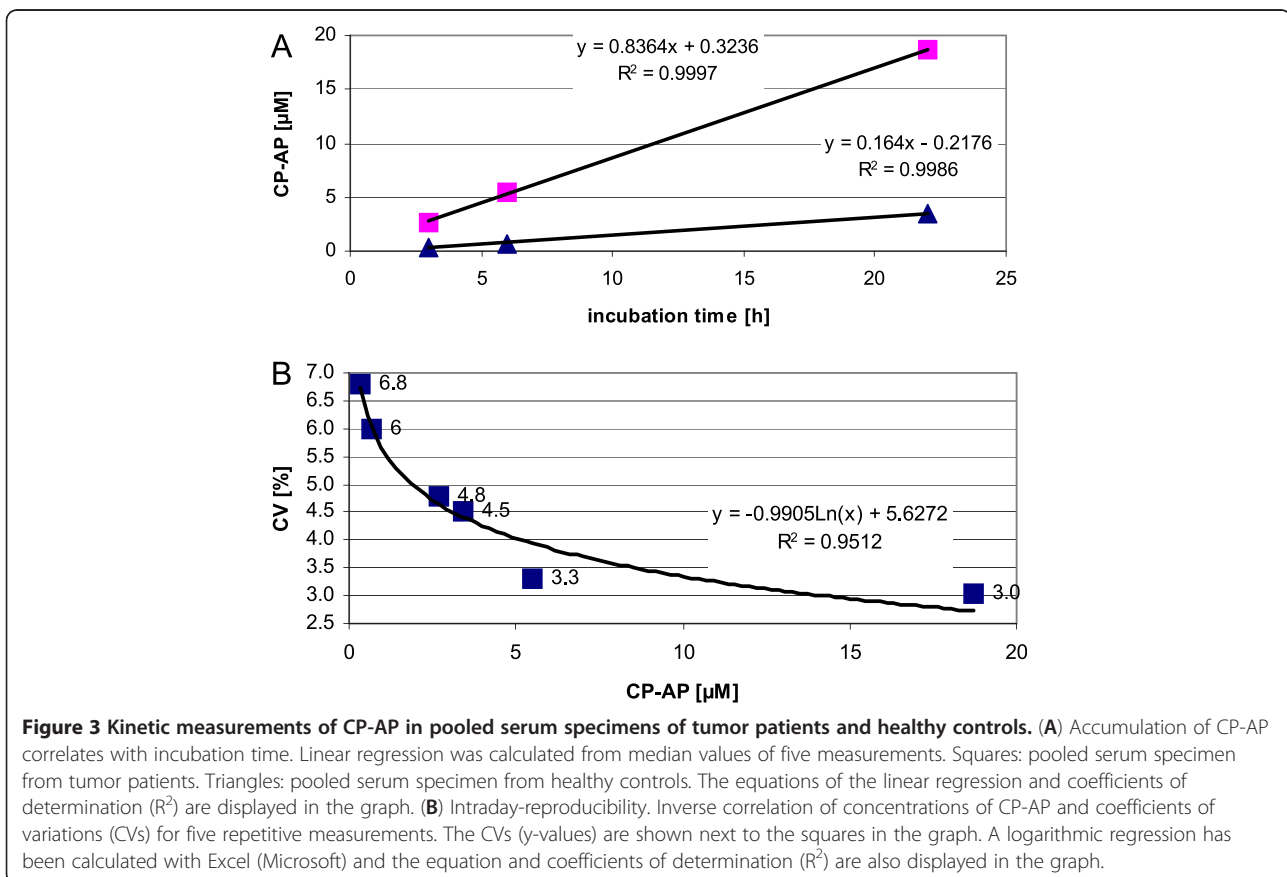 A
20
15
10
5
0
CP-AP [µM]
y = 0.8364x + 0.3236
R² = 0.9997
y = 0.164x - 0.2176
R² = 0.9986
0 5 10 15 20 25
incubation time [h]
B
7.0
6.5
6.0
5.5
5.0
4.5
4.0
3.5
3.0
2.5
CV [%]
6.8
6
4.8
4.5
3.3
3.0
y = -0.9905Ln(x) + 5.6272
R² = 0.9512
0 5 10 15 20
CP-AP [µM]
Figure 3 Kinetic measurements of CP-AP in pooled serum specimens of tumor patients and healthy controls. (A) Accumulation of CP-AP
correlates with incubation time. Linear regression was calculated from median values of five measurements. Squares: pooled serum specimen
from tumor patients. Triangles: pooled serum specimen from healthy controls. The equations of the linear regression and coefficients of
determination (R²) are displayed in the graph. (B) Intraday-reproducibility. Inverse correlation of concentrations of CP-AP and coefficients of
variations (CVs) for five repetitive measurements. The CVs (y-values) are shown next to the squares in the graph. A logarithmic regression has
been calculated with Excel (Microsoft) and the equation and coefficients of determination (R²) are also displayed in the graph.